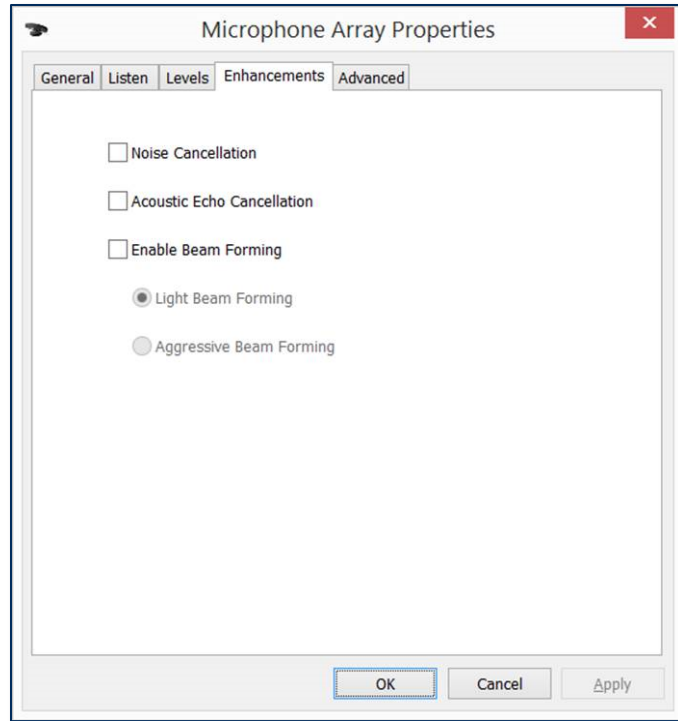 Microphone Array Properties
General Listen Levels Enhancements Advanced
Noise Cancellation
Acoustic Echo Cancellation
Enable Beam Forming
Light Beam Forming
Aggressive Beam Forming
OK Cancel Apply